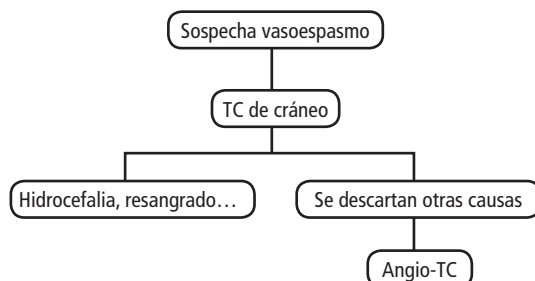 Sospecha vasoespasmo
TC de cráneo
Hidrocefalia, resangrado…
Se descartan otras causas
Angio-TC